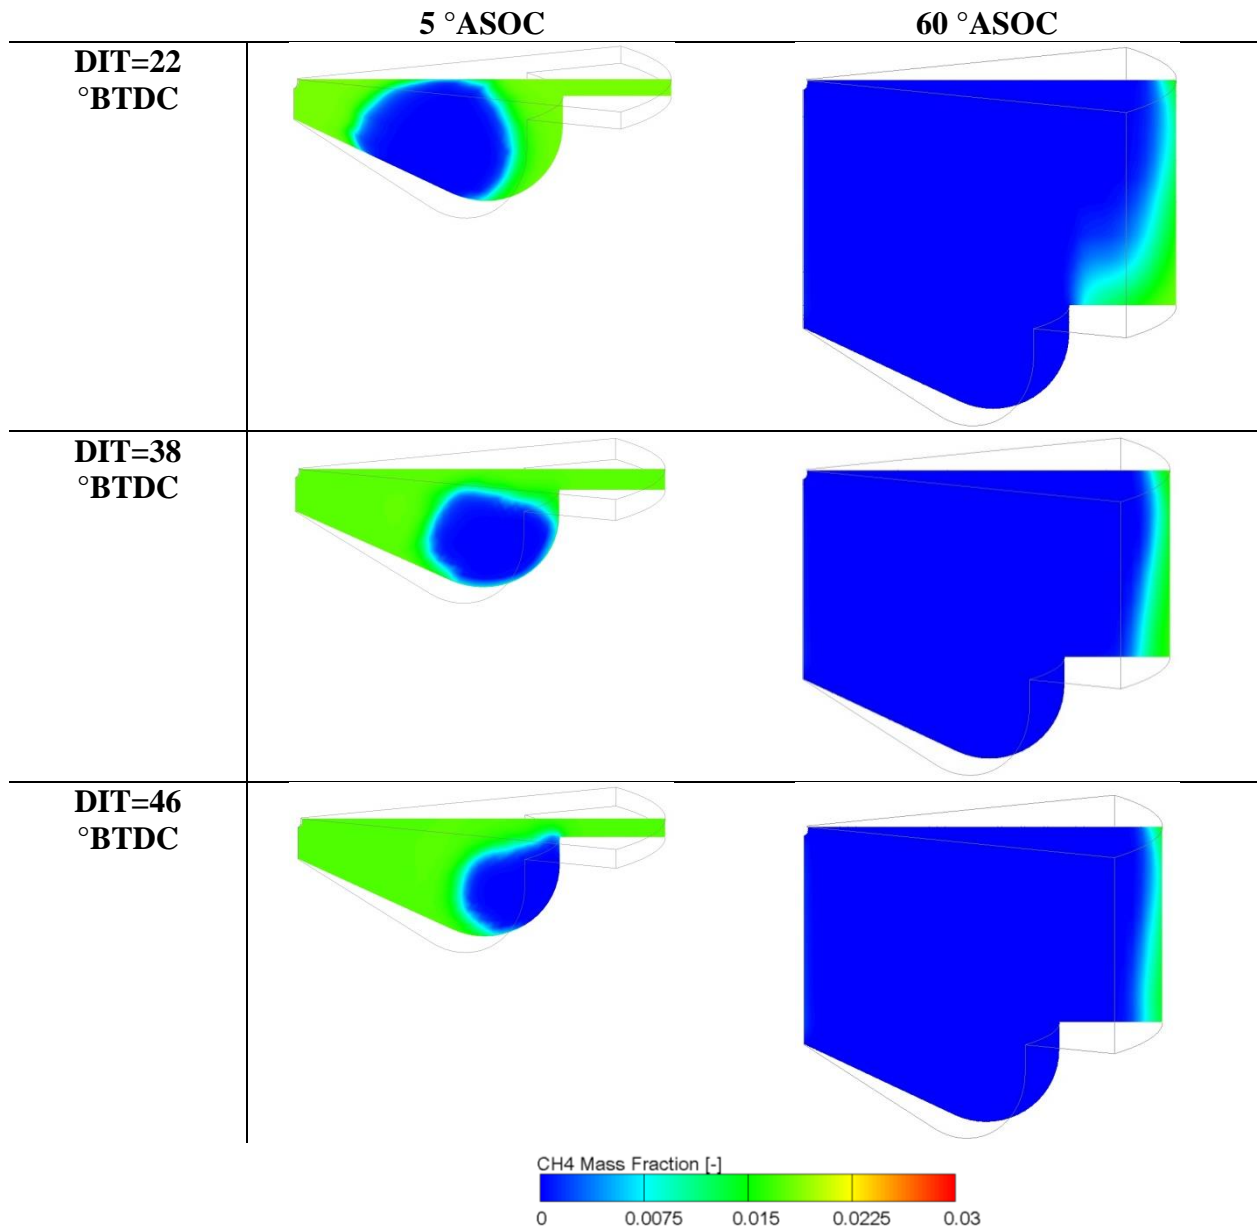 5 °ASOC
60 °ASOC
DIT=22
°BTDC
DIT=38
°BTDC
DIT=46
°BTDC
CH4 Mass Fraction [-]
0
0.0075
0.015
0.0225
0.03